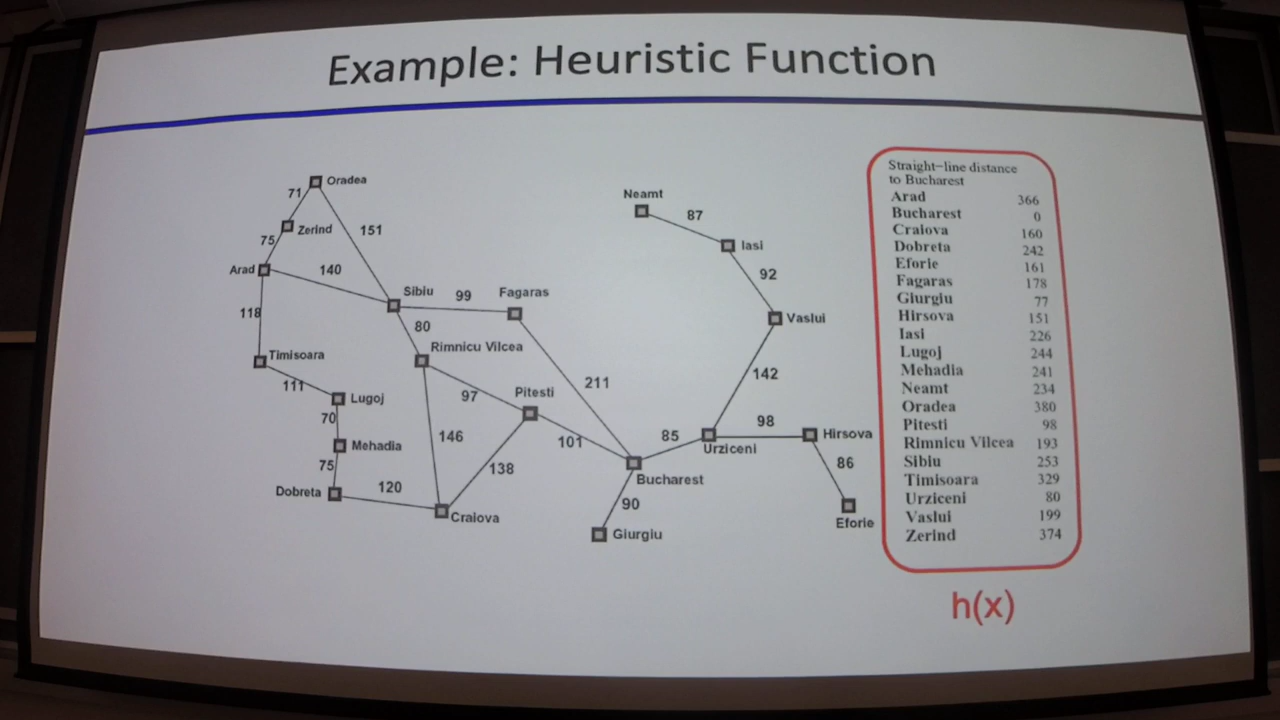 Example: Heuristic Function
71
Oradea
Zerind
151
75
Arad
140
118
Sibiu
99
Fagaras
80
Timisoara
Rimnicu Vilcea
111
Lugoj
97
Pitesti
211
70
Mehadia
146
101
75
138
Dobreta
120
Craiova
Bucharest
90
Giurgiu
85
Urziceni
Neamt
87
Iasi
92
Vaslui
142
98
Hirsova
86
Eforie
Straight-line distance
to Bucharest
Arad 366
Bucharest 0
Craiova 160
Dobreta 242
Eforie 161
Fagaras 178
Giurgiu 77
Hirsova 151
Iasi 226
Lugoj 244
Mehadia 241
Neamt 234
Oradea 380
Pitesti 98
Rimnicu Vilcea 193
Sibiu 253
Timisoara 329
Urziceni 80
Vaslui 199
Zerind 374
h(x)